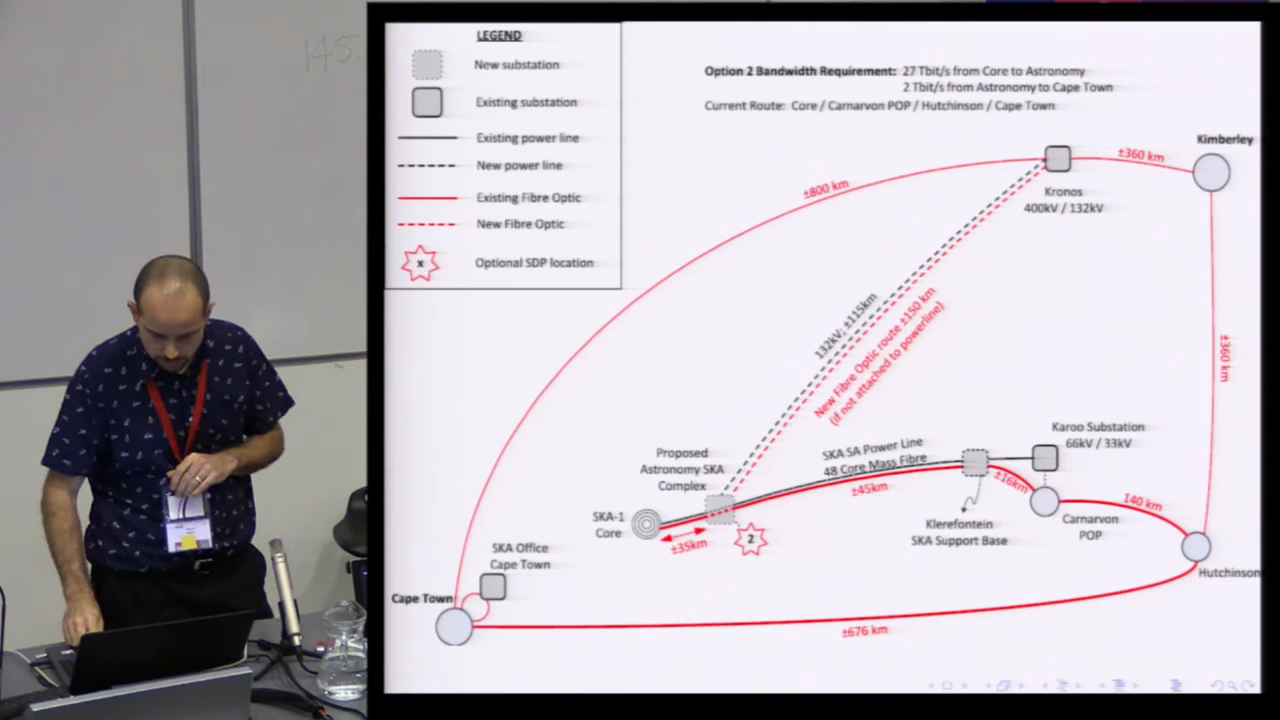 145.
LEGEND
New substation
Existing substation
Existing power line
New power line
Existing Fibre Optic
New Fibre Optic
x
Optional SDP location
Option 2 Bandwidth Requirement: 27 Tbit/s from Core to Astronomy
2 Tbit/s from Astronomy to Cape Town
Current Route: Core / Carnarvon POP / Hutchinson / Cape Town
Kimberley
±360 km
±800 km
Kronos
400kV / 132kV
132kV; ±115km
New Fibre Optic route ±150 km
(if not attached to powerline)
±360 km
Karoo Substation
66kV / 33kV
SKA SA Power Line
48 Core Mass Fibre
Proposed
Astronomy SKA
Complex
±45km
±16km
140 km
SKA-1
Core
±35km
2
Klerefontein
SKA Support Base
Carnarvon
POP
SKA Office
Cape Town
Hutchinson
Cape Town
±676 km